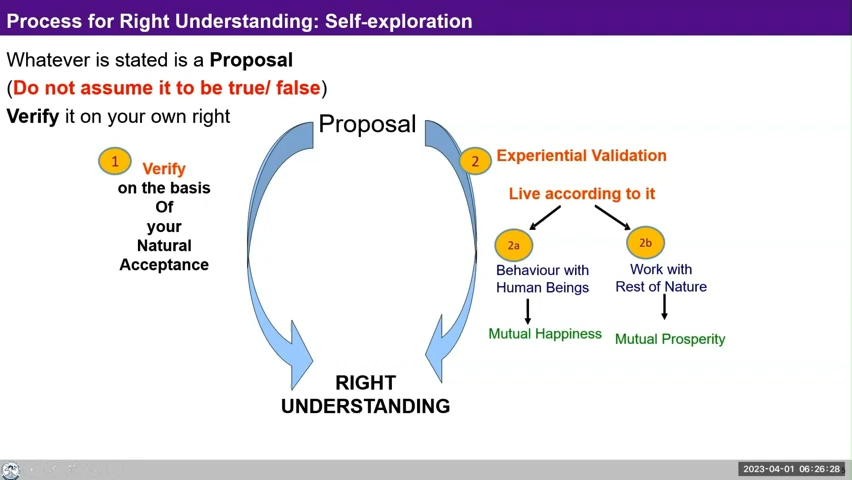 Process for Right Understanding: Self-exploration
Whatever is stated is a Proposal
(Do not assume it to be true/ false)
Verify it on your own right
Proposal
1
Verify
on the basis
Of
your
Natural
Acceptance
2
Experiential Validation
Live according to it
2a
2b
Behaviour with
Human Beings
Work with
Rest of Nature
Mutual Happiness
Mutual Prosperity
RIGHT
UNDERSTANDING
2023-04-01 06:26:28